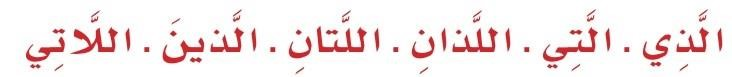 الَّذِي . الَّتِي . اللَّذانِ . اللَّتانِ . الَّذينَ . اللَّاتِي